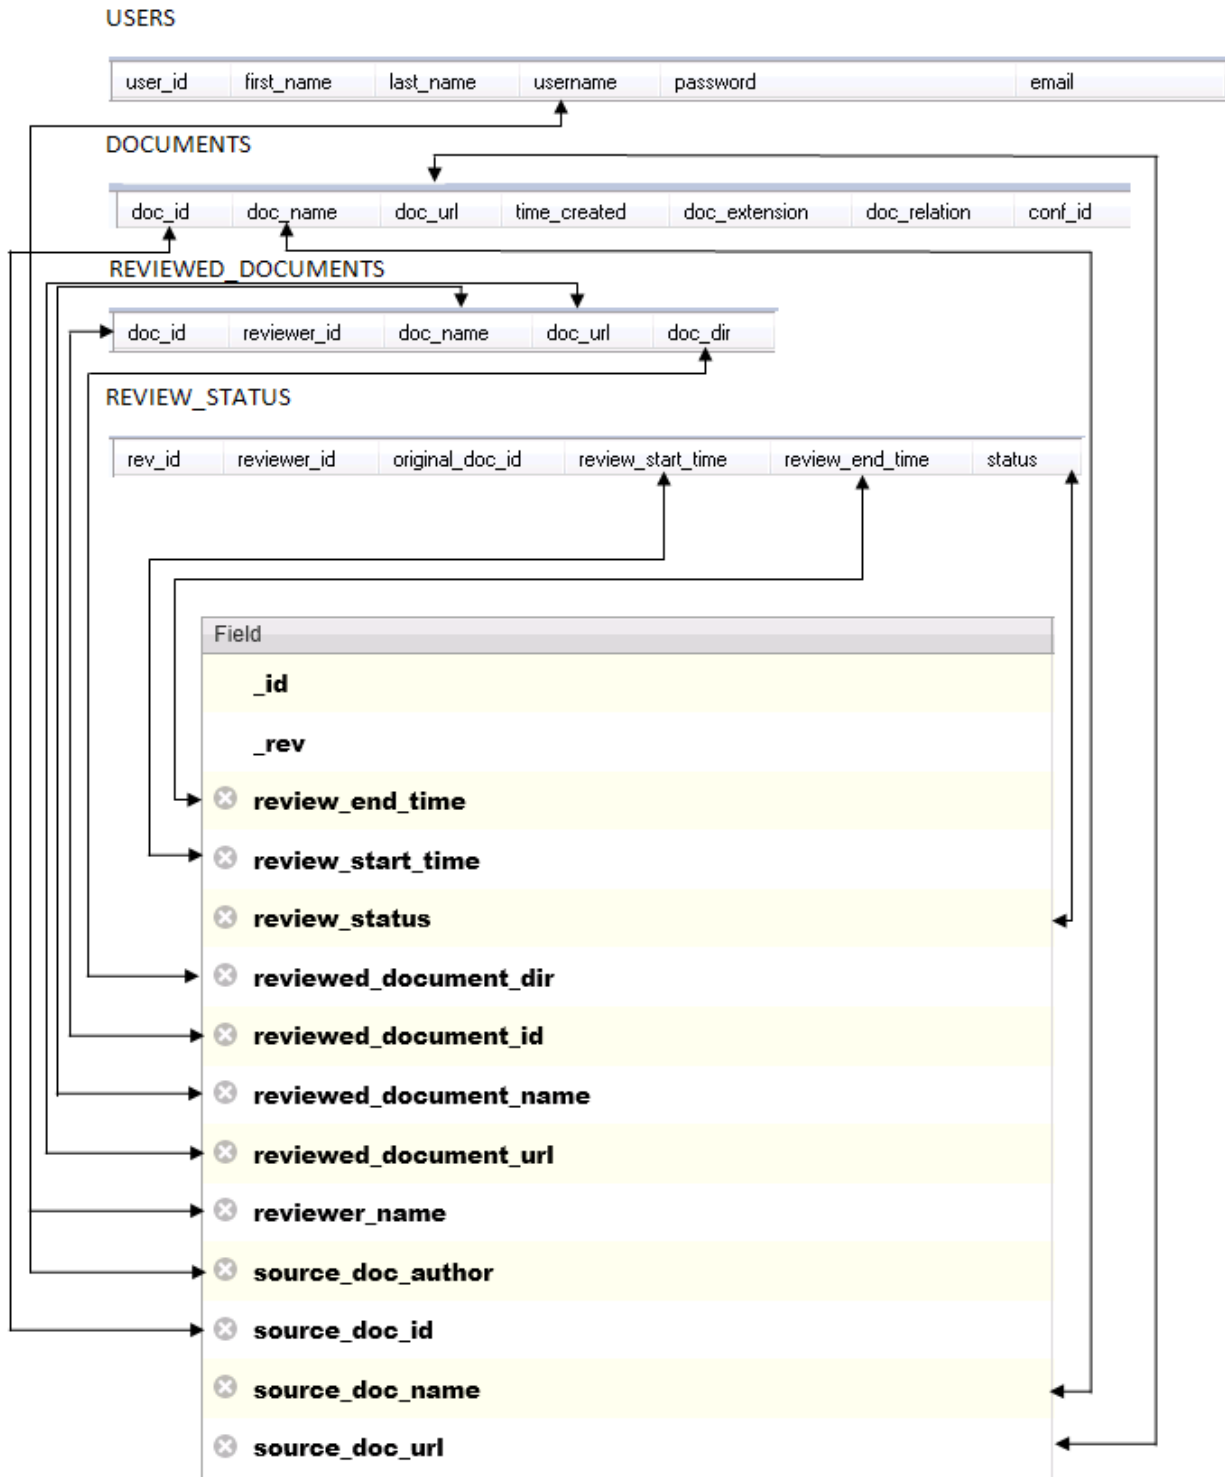 USERS
user_id first_name last_name username password email
DOCUMENTS
doc_id doc_name doc_url time_created doc_extension doc_relation conf_id
REVIEWED_DOCUMENTS
doc_id reviewer_id doc_name doc_url doc_dir
REVIEW_STATUS
rev_id reviewer_id original_doc_id review_start_time review_end_time status
Field
_id
_rev
review_end_time
review_start_time
review_status
reviewed_document_dir
reviewed_document_id
reviewed_document_name
reviewed_document_url
reviewer_name
source_doc_author
source_doc_id
source_doc_name
source_doc_url